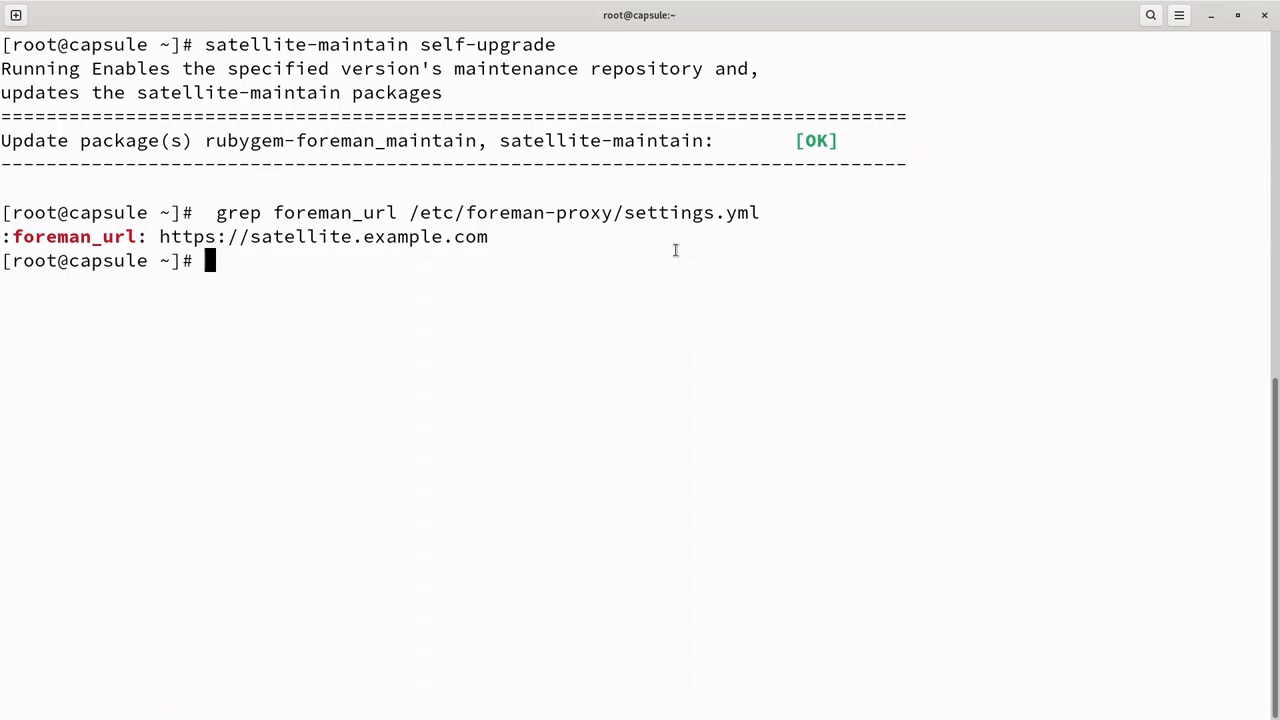 root@capsule:~
[root@capsule ~]# satellite-maintain self-upgrade
Running Enables the specified version's maintenance repository and,
updates the satellite-maintain packages
================================================================================
Update package(s) rubygem-foreman_maintain, satellite-maintain:       [OK]
--------------------------------------------------------------------------------
[root@capsule ~]#  grep foreman_url /etc/foreman-proxy/settings.yml
:foreman_url: https://satellite.example.com
[root@capsule ~]#